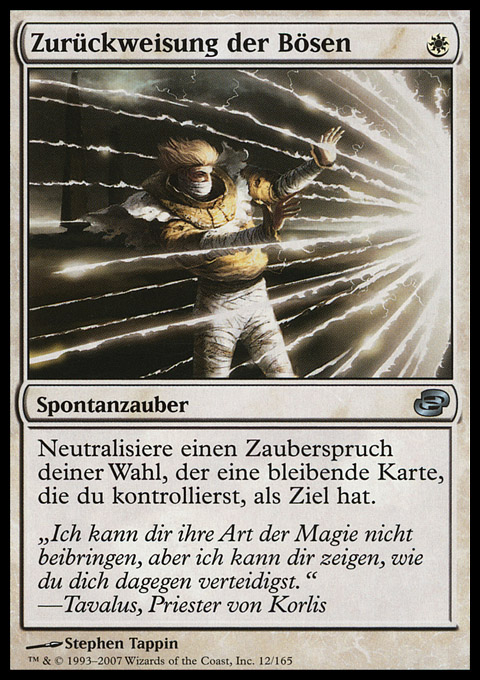 Zurückweisung der Bösen
Spontanzauber
Neutralisiere einen Zauberspruch
deiner Wahl, der eine bleibende Karte,
die du kontrollierst, als Ziel hat.
„Ich kann dir ihre Art der Magie nicht
beibringen, aber ich kann dir zeigen, wie
du dich dagegen verteidigst. “
—Tavalus, Priester von Korlis
Stephen Tappin
™ & © 1993–2007 Wizards of the Coast, Inc. 12/165